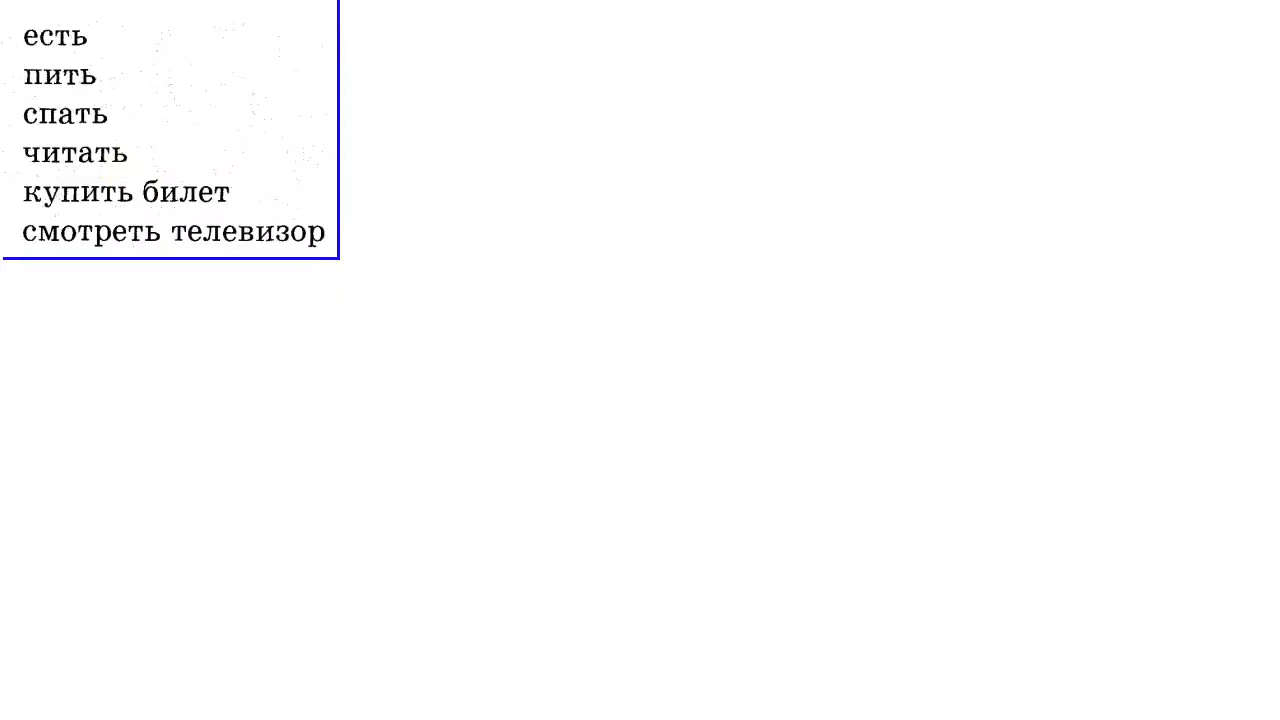 есть
пить
спать
читать
купить билет
смотреть телевизор